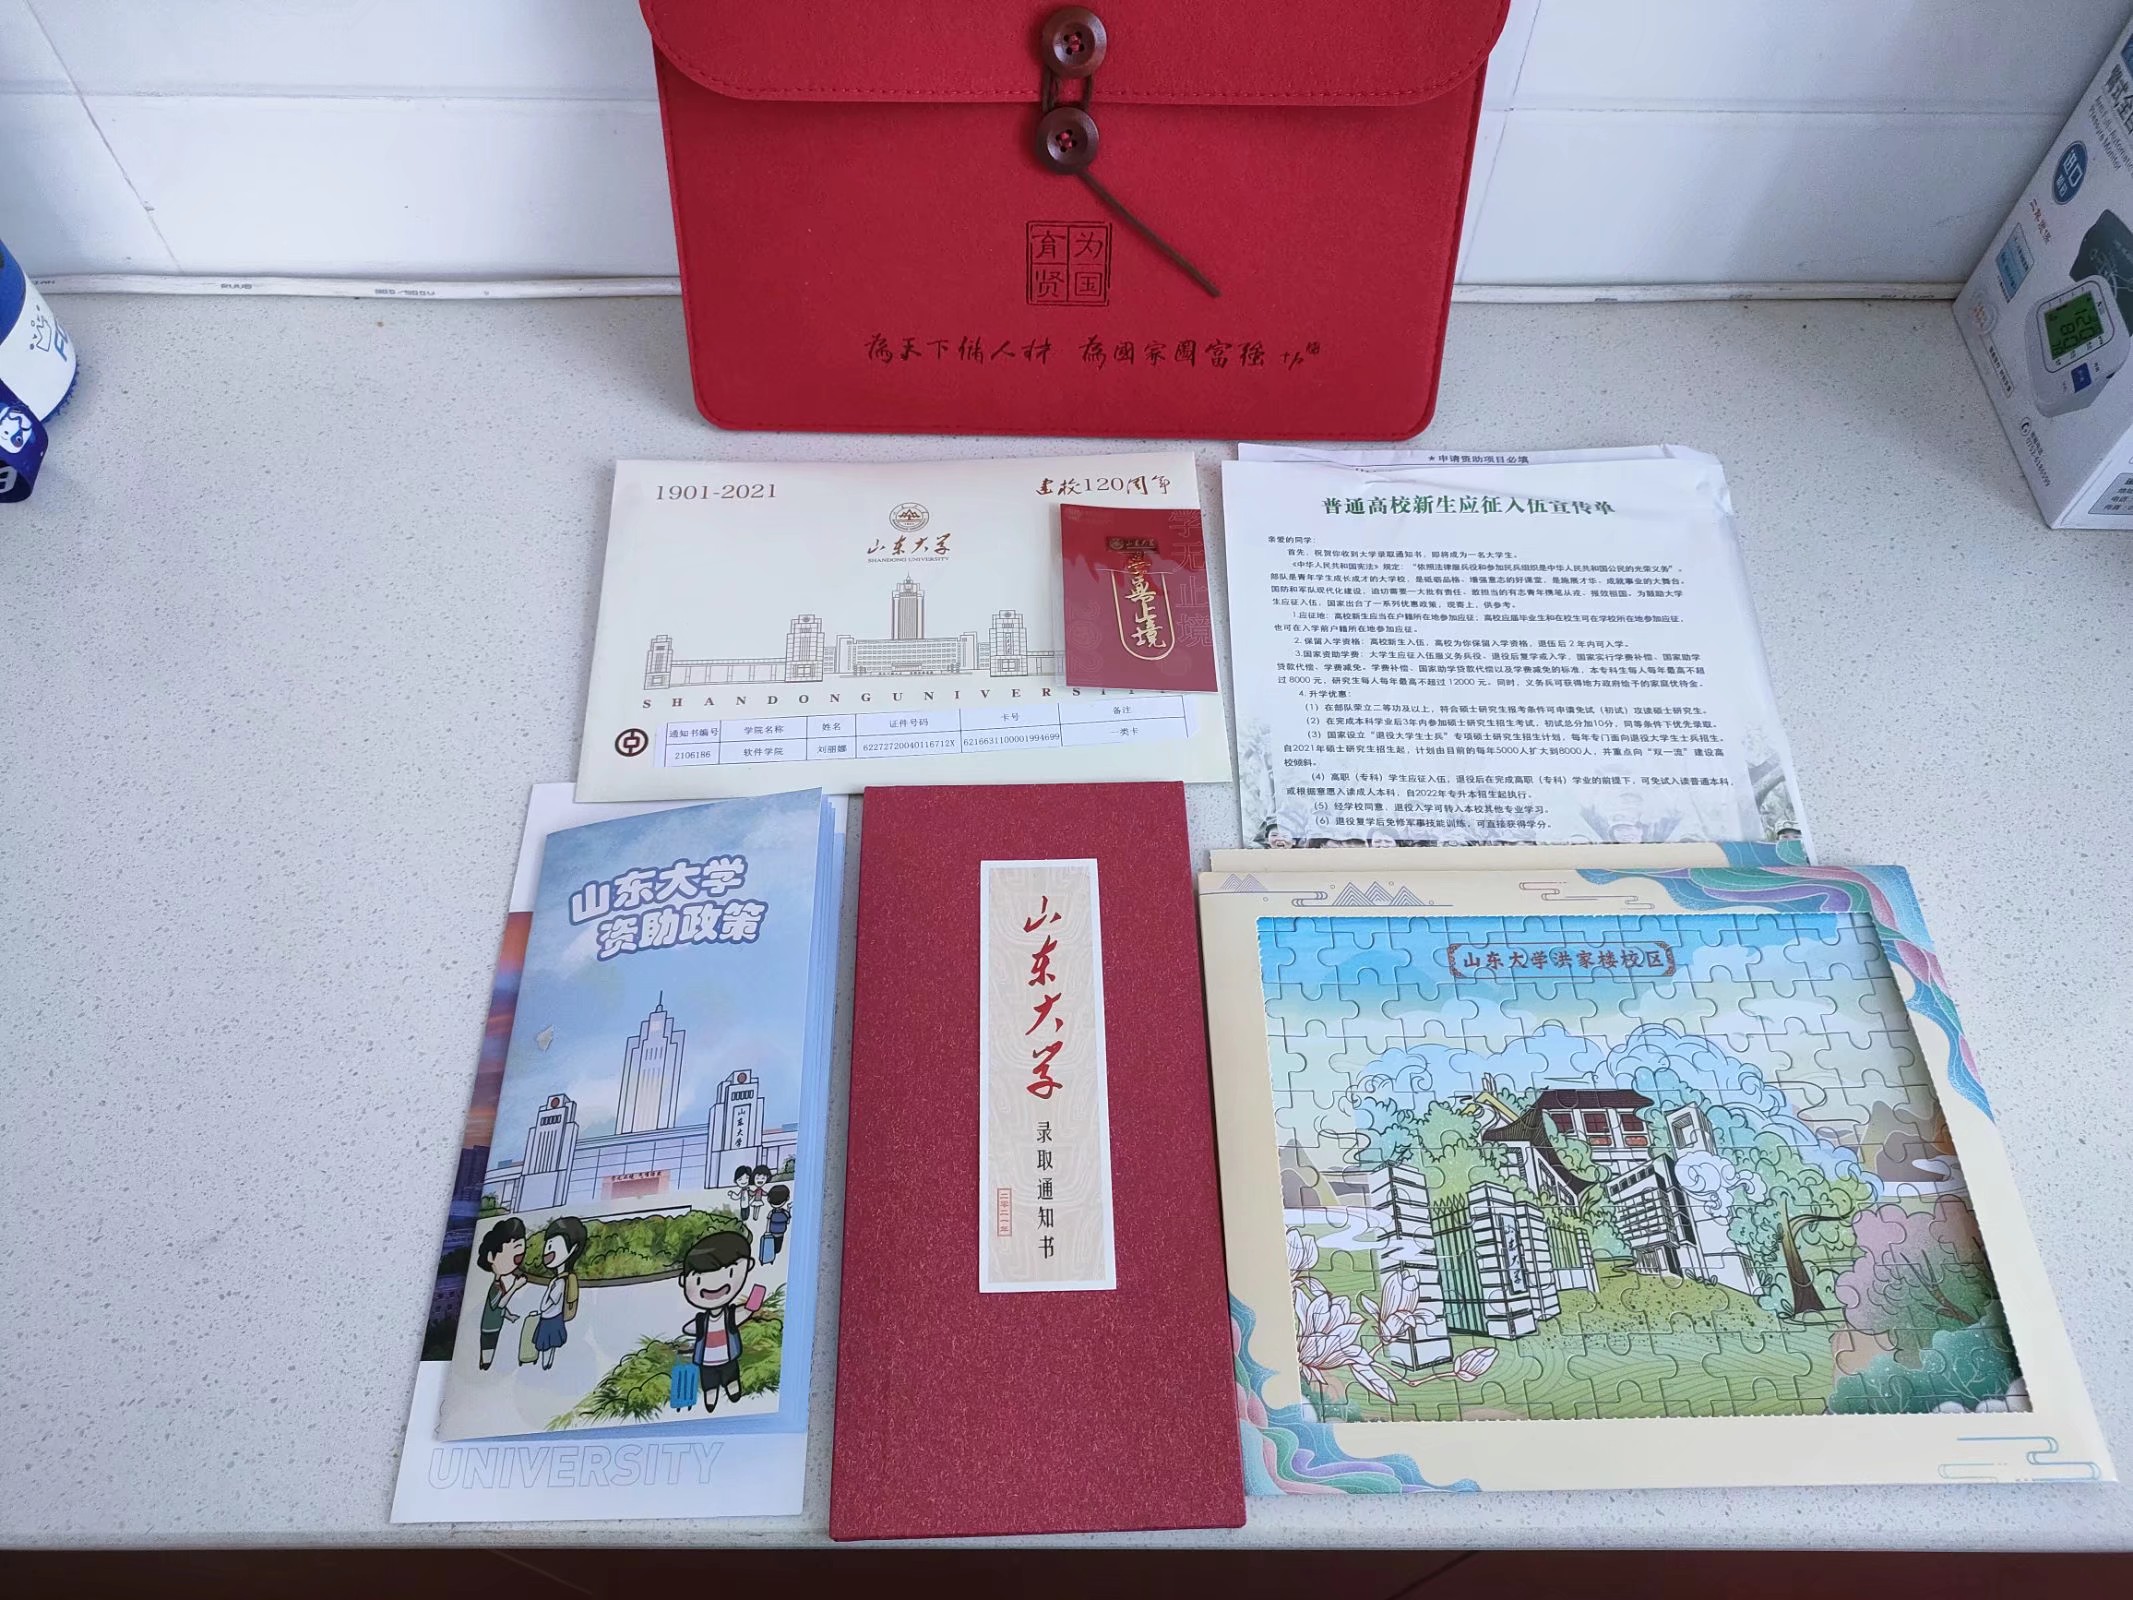 为国
育贤
為天下儲人材 為國家圖富强
1901-2021
建校120周年
山东大学
SHANDONG UNIVERSITY
学无止境
山东大学
学无止境
通知书编号 学院名称 姓名 证件号码 卡号 备注
2106186 软件学院 刘丽娜 62272720040116712X 6216631100001994699 一类卡
★申请资助项目必填
普通高校新生应征入伍宣传单
亲爱的同学:
首先,祝贺你收到大学录取通知书,即将成为一名大学生。
《中华人民共和国宪法》规定:“依照法律服兵役和参加民兵组织是中华人民共和国公民的光荣义务”。
部队是青年学生成长成才的大学校,是砥砺品格、增强意志的好课堂,是施展才华、成就事业的大舞台。
国防和军队现代化建设,迫切需要一大批有责任、敢担当的有志青年携笔从戎、报效祖国。为鼓励大学
生应征入伍,国家出台了一系列优惠政策,现寄上,供参考。
1.应征地:高校新生应当在户籍所在地参加应征;高校应届毕业生和在校生可在学校所在地参加应征,
也可在入学前户籍所在地参加应征。
2.保留入学资格:高校新生入伍,高校为你保留入学资格,退伍后2年内可入学。
3.国家资助学费:大学生应征入伍服义务兵役、退役后复学或入学,国家实行学费补偿、国家助学
贷款代偿、学费减免。学费补偿、国家助学贷款代偿以及学费减免的标准,本专科生每人每年最高不超
过8000元,研究生每人每年最高不超过12000元。同时,义务兵可获得地方政府给予的家庭优待金。
4.升学优惠:
(1)在部队荣立二等功及以上,符合硕士研究生报考条件可申请免试(初试)攻读硕士研究生。
(2)在完成本科学业后3年内参加硕士研究生招生考试,初试总分加10分,同等条件下优先录取。
(3)国家设立“退役大学生士兵”专项硕士研究生招生计划,每年专门面向退役大学生士兵招生。
自2021年硕士研究生招生起,计划由目前的每年5000人扩大到8000人,并重点向“双一流”建设高
校倾斜。
(4)高职(专科)学生应征入伍,退役后在完成高职(专科)学业的前提下,可免试入读普通本科,
或根据意愿入读成人本科,自2022年专升本招生起执行。
(5)经学校同意,退役入学可转入本校其他专业学习。
(6)退役复学后免修军事技能训练,可直接获得学分。
山东大学
资助政策
山东大学
UNIVERSITY
山东大学
录取通知书
二零二一年
山东大学洪家楼校区
山东大学
进口